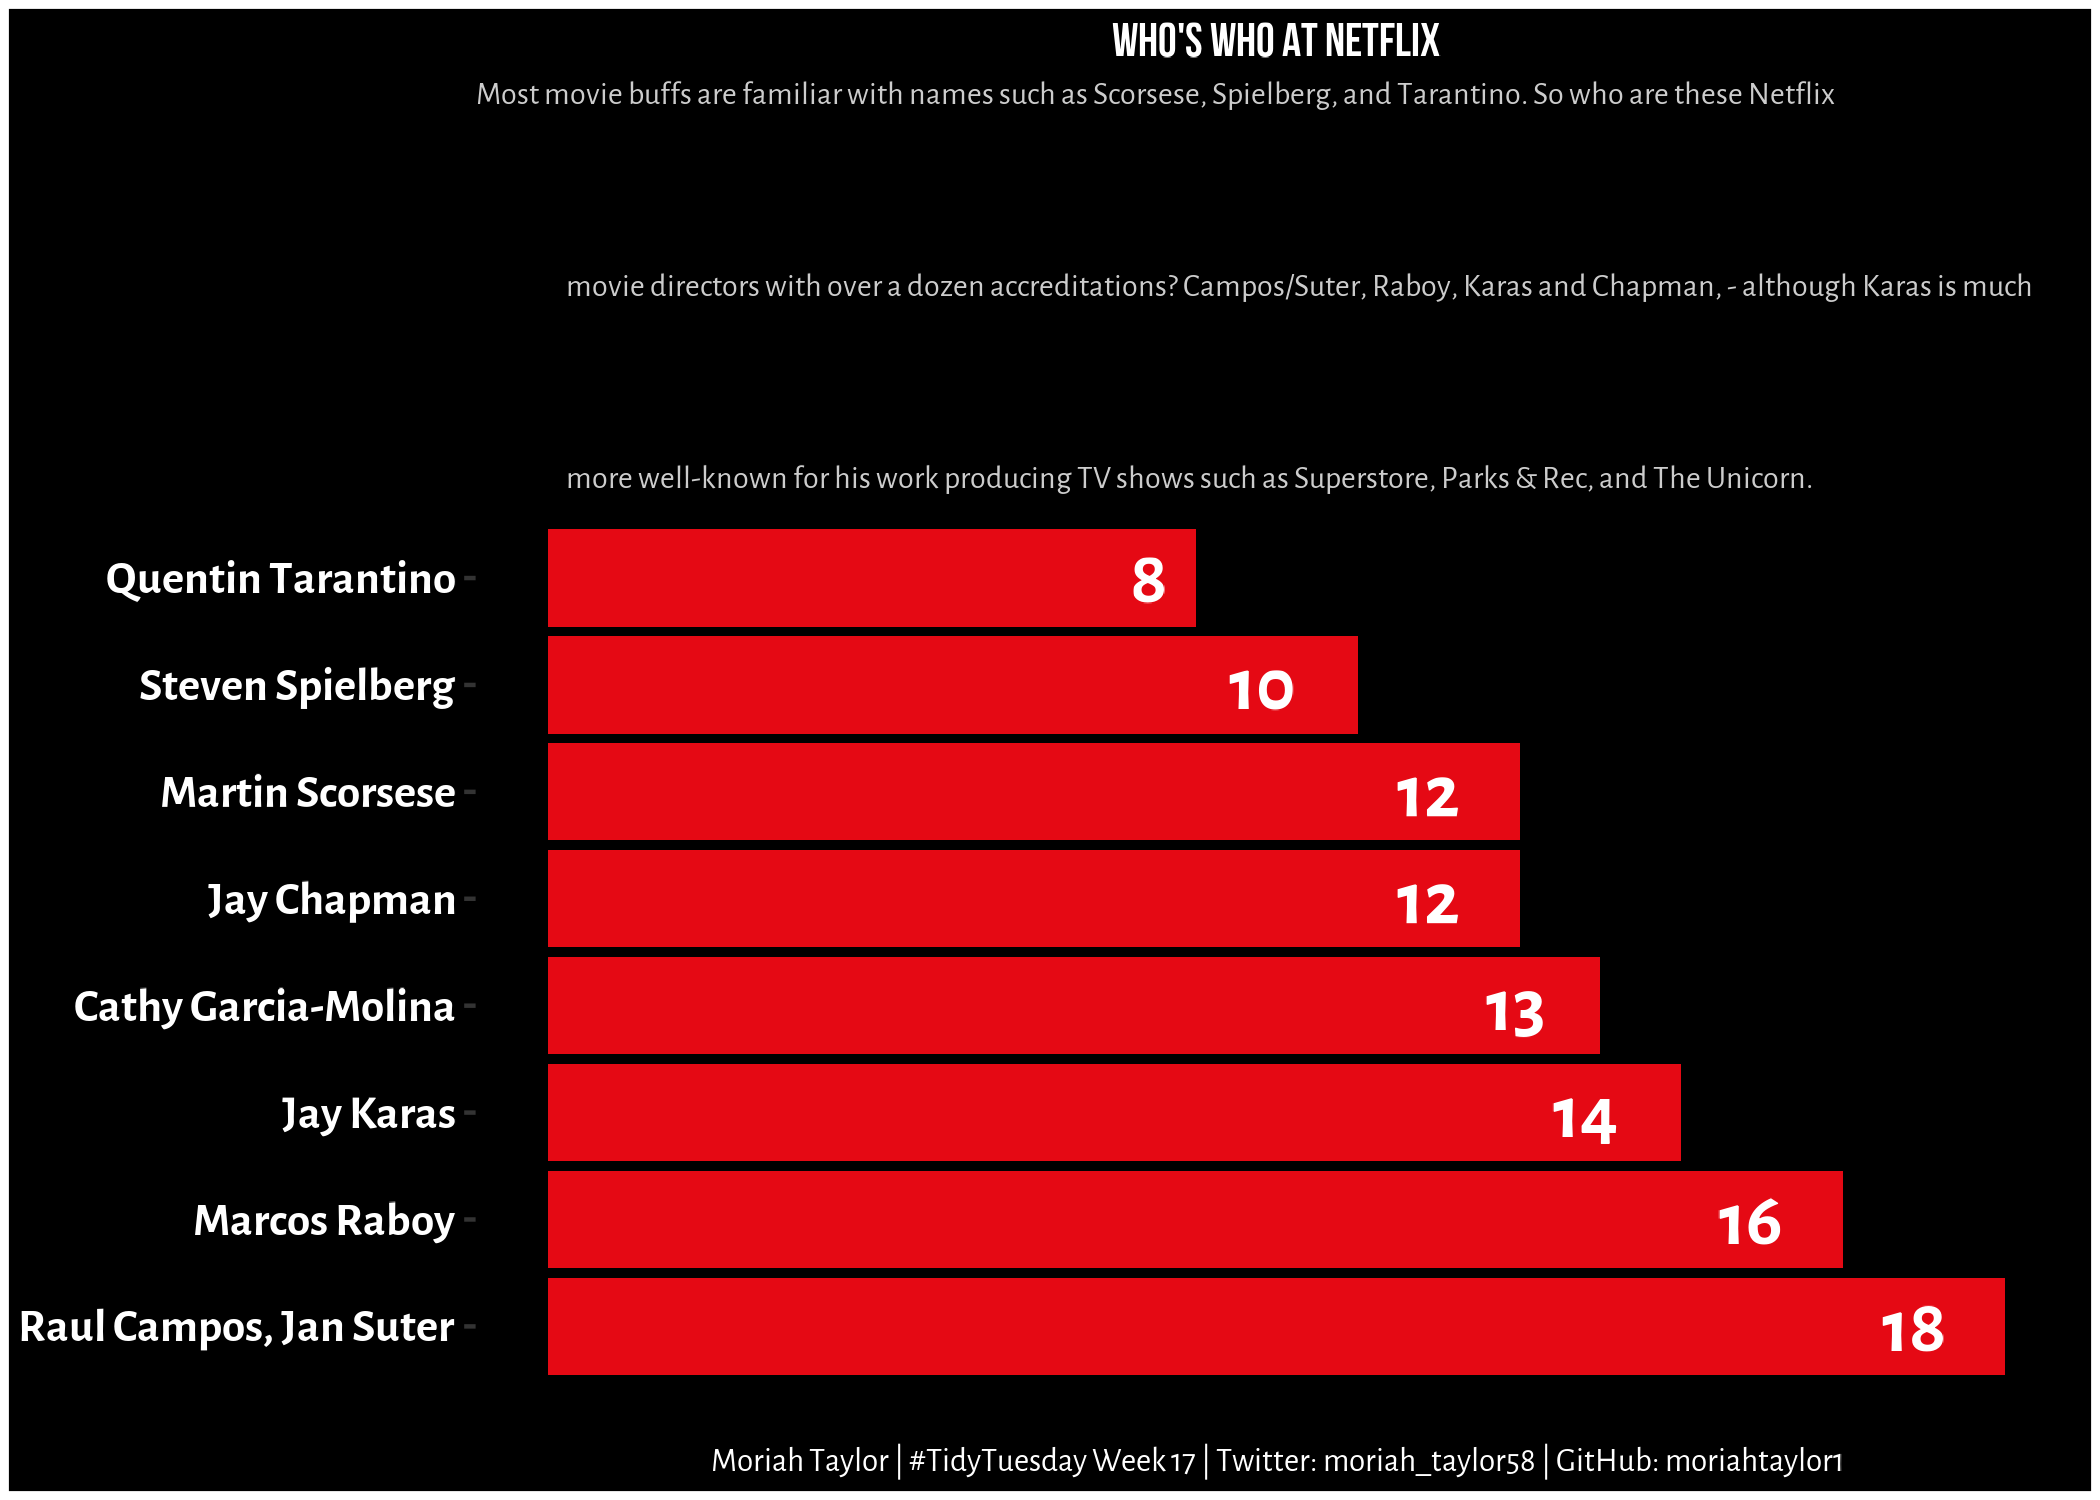 WHO'S WHO AT NETFLIX
Most movie buffs are familiar with names such as Scorsese, Spielberg, and Tarantino. So who are these Netflix
movie directors with over a dozen accreditations? Campos/Suter, Raboy, Karas and Chapman, - although Karas is much
more well-known for his work producing TV shows such as Superstore, Parks & Rec, and The Unicorn.
Quentin Tarantino 8
Steven Spielberg 10
Martin Scorsese 12
Jay Chapman 12
Cathy Garcia-Molina 13
Jay Karas 14
Marcos Raboy 16
Raul Campos, Jan Suter 18
Moriah Taylor | #TidyTuesday Week 17 | Twitter: moriah_taylor58 | GitHub: moriahtaylor1